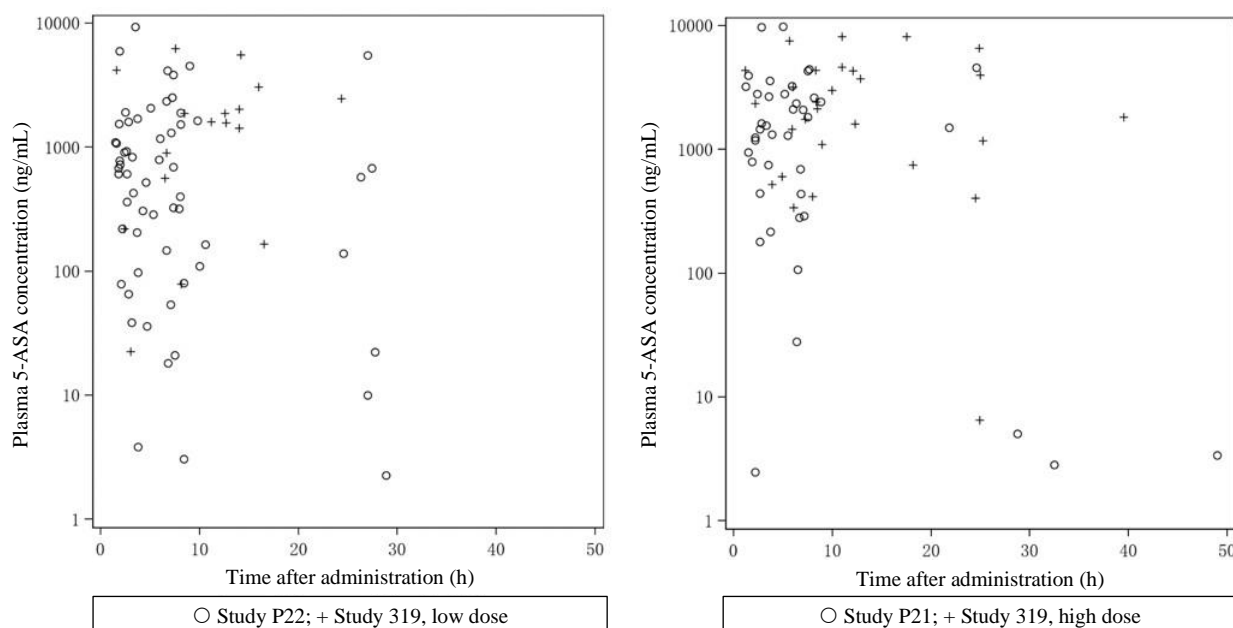 Plasma 5-ASA concentration (ng/mL)
10000
1000
100
10
1
0 10 20 30 40 50
Time after administration (h)
○ Study P22; + Study 319, low dose
Plasma 5-ASA concentration (ng/mL)
10000
1000
100
10
1
0 10 20 30 40 50
Time after administration (h)
○ Study P21; + Study 319, high dose